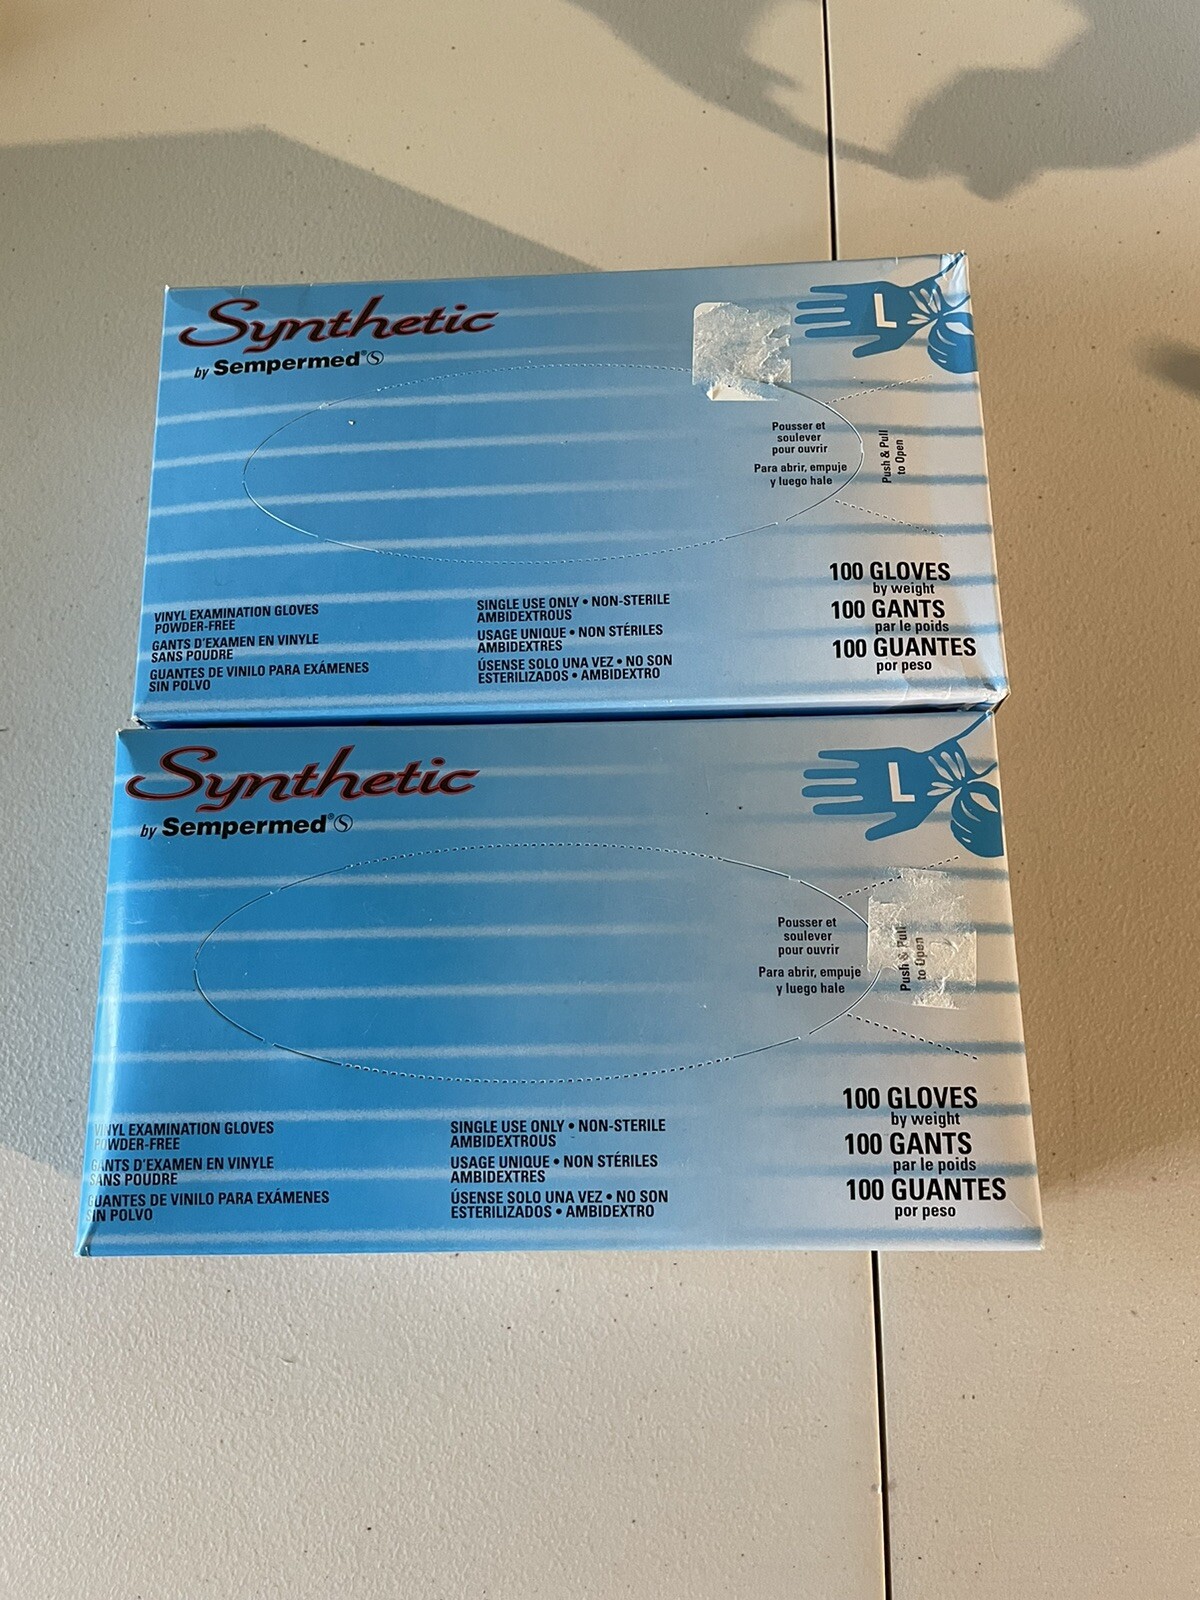 Synthetic
by Sempermed®
L
Pousser et
soulever
pour ouvrir
Para abrir, empuje
y luego hale
Push & Pull
to Open
100 GLOVES
by weight
100 GANTS
par le poids
100 GUANTES
por peso
VINYL EXAMINATION GLOVES
POWDER-FREE
GANTS D'EXAMEN EN VINYLE
SANS POUDRE
GUANTES DE VINILO PARA EXÁMENES
SIN POLVO
SINGLE USE ONLY • NON-STERILE
AMBIDEXTROUS
USAGE UNIQUE • NON STÉRILES
AMBIDEXTRES
ÚSENSE SOLO UNA VEZ • NO SON
ESTERILIZADOS • AMBIDEXTRO
Synthetic
by Sempermed®
L
Pousser et
soulever
pour ouvrir
Para abrir, empuje
y luego hale
Push & Pull
to Open
100 GLOVES
by weight
100 GANTS
par le poids
100 GUANTES
por peso
VINYL EXAMINATION GLOVES
POWDER-FREE
GANTS D'EXAMEN EN VINYLE
SANS POUDRE
GUANTES DE VINILO PARA EXÁMENES
SIN POLVO
SINGLE USE ONLY • NON-STERILE
AMBIDEXTROUS
USAGE UNIQUE • NON STÉRILES
AMBIDEXTRES
ÚSENSE SOLO UNA VEZ • NO SON
ESTERILIZADOS • AMBIDEXTRO